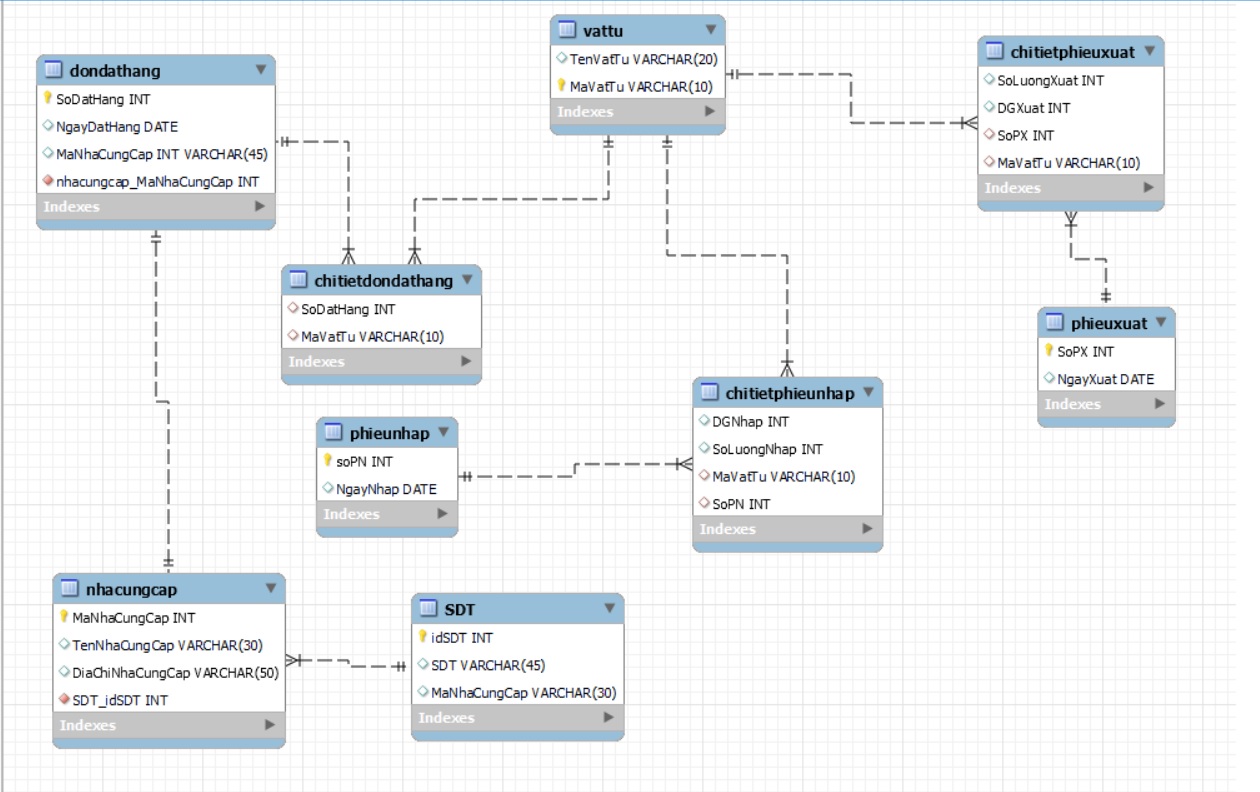 dondathang
SoDatHang INT
NgayDatHang DATE
MaNhaCungCap INT VARCHAR(45)
nhacungcap_MaNhaCungCap INT
Indexes
vattu
TenVatTu VARCHAR(20)
MaVatTu VARCHAR(10)
Indexes
chitietphieuxuat
SoLuongXuat INT
DGXuat INT
SoPX INT
MaVatTu VARCHAR(10)
Indexes
chitietdondathang
SoDatHang INT
MaVatTu VARCHAR(10)
Indexes
phieuxuat
SoPX INT
NgayXuat DATE
Indexes
phieunhap
soPN INT
NgayNhap DATE
Indexes
chitietphieunhap
DGNhap INT
SoLuongNhap INT
MaVatTu VARCHAR(10)
SoPN INT
Indexes
nhacungcap
MaNhaCungCap INT
TenNhaCungCap VARCHAR(30)
DiaChiNhaCungCap VARCHAR(50)
SDT_idSDT INT
Indexes
SDT
idSDT INT
SDT VARCHAR(45)
MaNhaCungCap VARCHAR(30)
Indexes